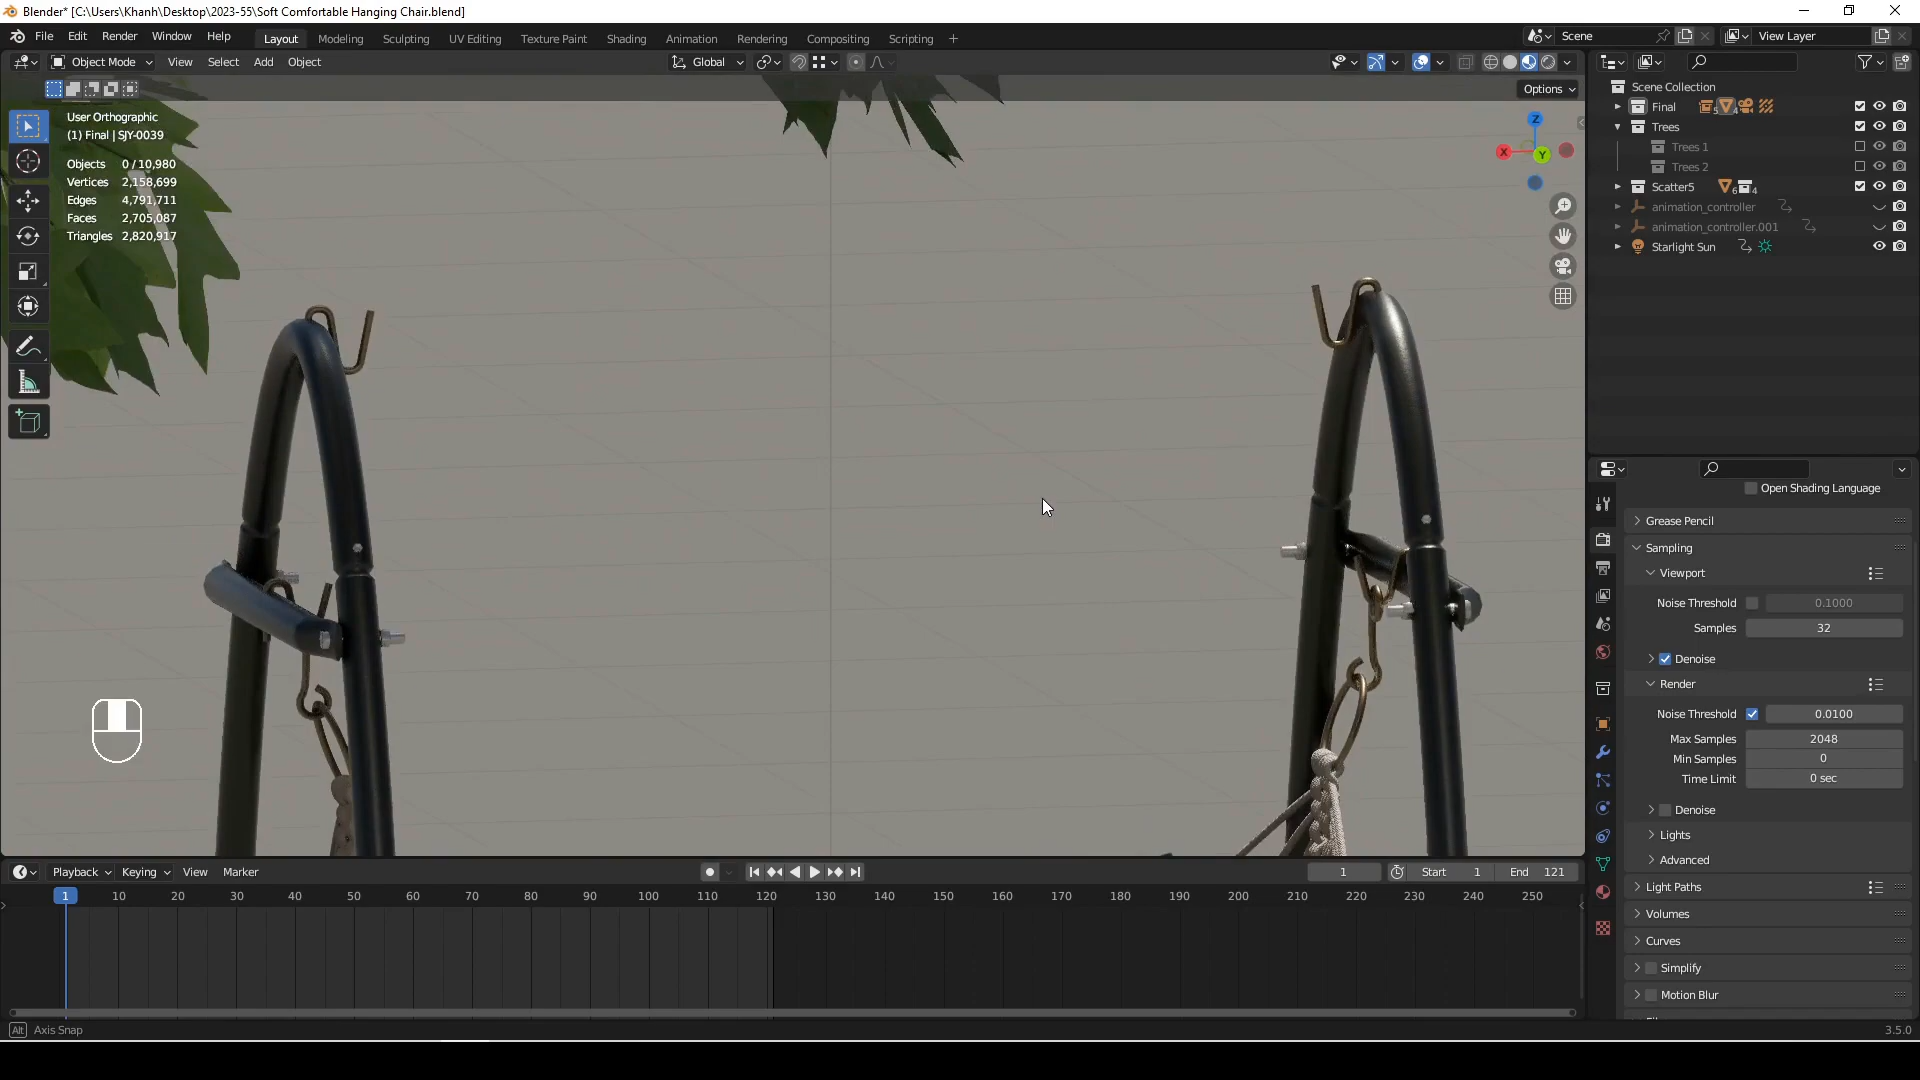 Blender* [C:\Users\Khanh\Desktop\2023-55\Soft Comfortable Hanging Chair.blend]
File Edit Render Window Help Layout Modeling Sculpting UV Editing Texture Paint Shading Animation Rendering Compositing Scripting + Scene View Layer
Object Mode View Select Add Object Global
Options
User Orthographic
(1) Final | SJY-0039
Objects 0 / 10,980
Vertices 2,158,699
Edges 4,791,711
Faces 2,705,087
Triangles 2,820,917
Z
X
Y
Scene Collection
Final 5 4
Trees
Trees 1
Trees 2
Scatter5 6 4
animation_controller
animation_controller.001
Starlight Sun
Open Shading Language
Grease Pencil
Sampling
Viewport
Noise Threshold 0.1000
Samples 32
Denoise
Render
Noise Threshold 0.0100
Max Samples 2048
Min Samples 0
Time Limit 0 sec
Denoise
Lights
Advanced
Light Paths
Volumes
Curves
Simplify
Motion Blur
Playback Keying View Marker 1 Start 1 End 121
1 10 20 30 40 50 60 70 80 90 100 110 120 130 140 150 160 170 180 190 200 210 220 230 240 250
Alt Axis Snap
3.5.0